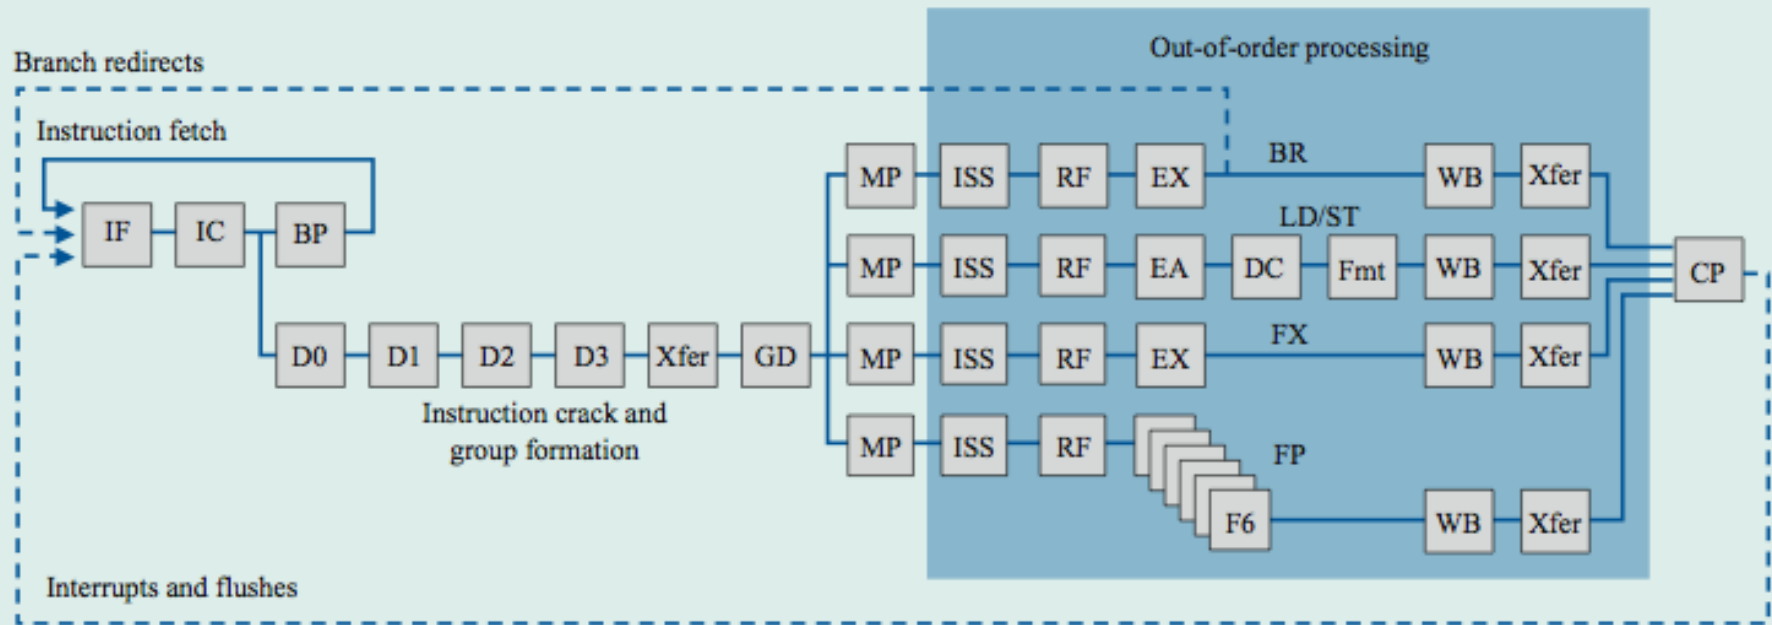 Out-of-order processing
Branch redirects
Instruction fetch
IF IC BP
MP ISS RF EX BR WB Xfer
LD/ST
MP ISS RF EA DC Fmt WB Xfer
CP
D0 D1 D2 D3 Xfer GD
MP ISS RF EX FX WB Xfer
Instruction crack and
group formation
MP ISS RF FP
F6 WB Xfer
Interrupts and flushes